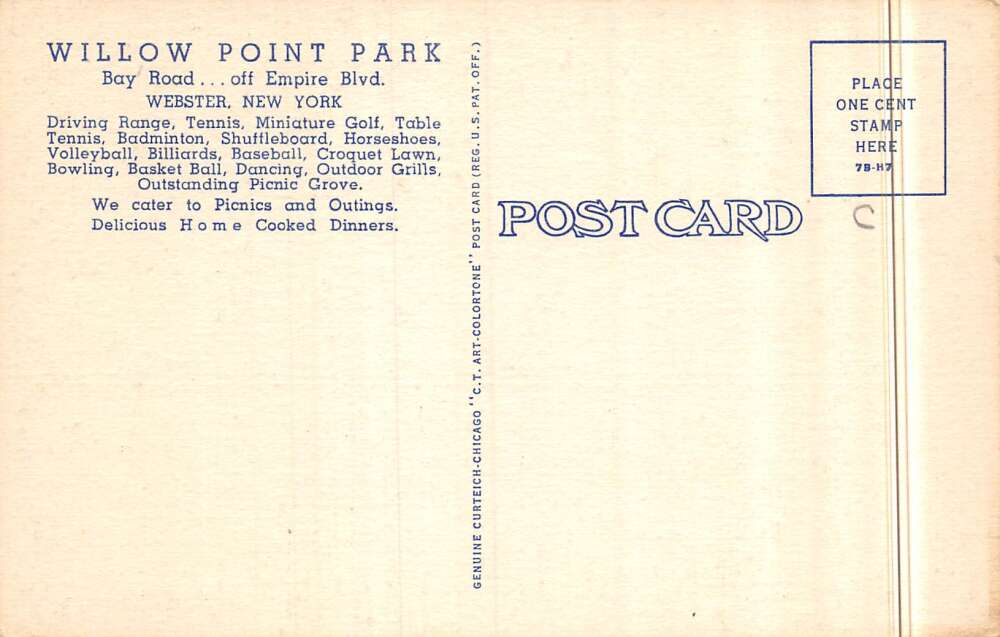 WILLOW POINT PARK
Bay Road...off Empire Blvd.
WEBSTER, NEW YORK
Driving Range, Tennis, Miniature Golf, Table
Tennis, Badminton, Shuffleboard, Horseshoes,
Volleyball, Billiards, Baseball, Croquet Lawn,
Bowling, Basket Ball, Dancing, Outdoor Grills,
Outstanding Picnic Grove.
We cater to Picnics and Outings.
Delicious Home Cooked Dinners.
GENUINE CURTEICH-CHICAGO "C.T. ART-COLORTONE" POST CARD (REG. U.S. PAT. OFF.)
POST CARD
PLACE
ONE CENT
STAMP
HERE
7B-H7
C